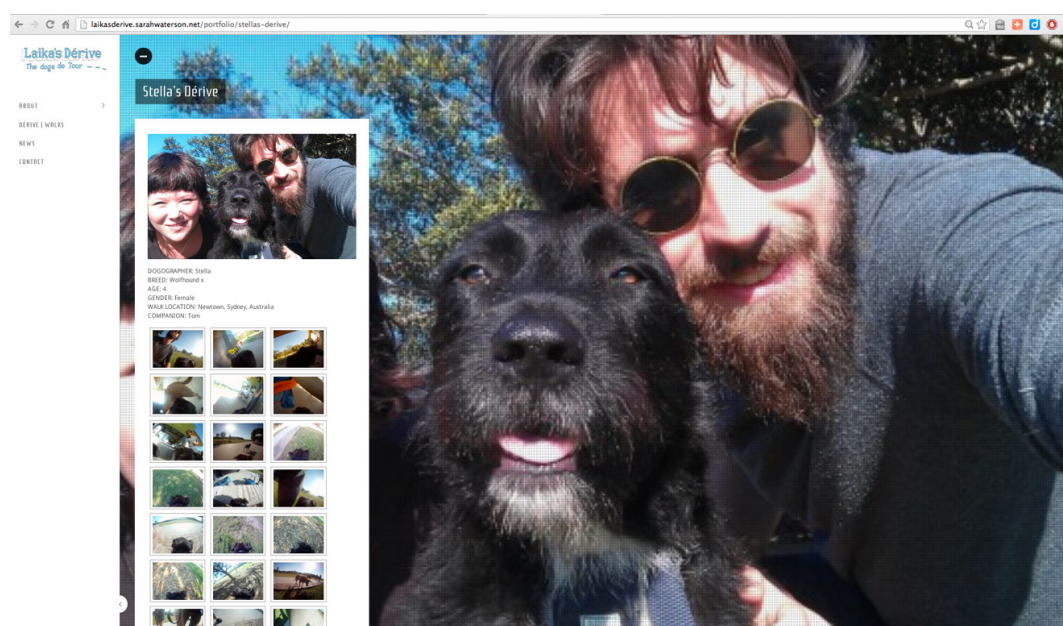 laikasderive.sarahwaterson.net/portfolio/stellas-derive/
Laika's Dérive
The dogs de Tour
ABOUT
DÉRIVE | WALKS
NEWS
CONTACT
Stella's Dérive
DOGOGRAPHER: Stella
BREED: Wolfhound x
AGE: 4
GENDER: Female
WALK LOCATION: Newtown, Sydney, Australia
COMPANION: Tom